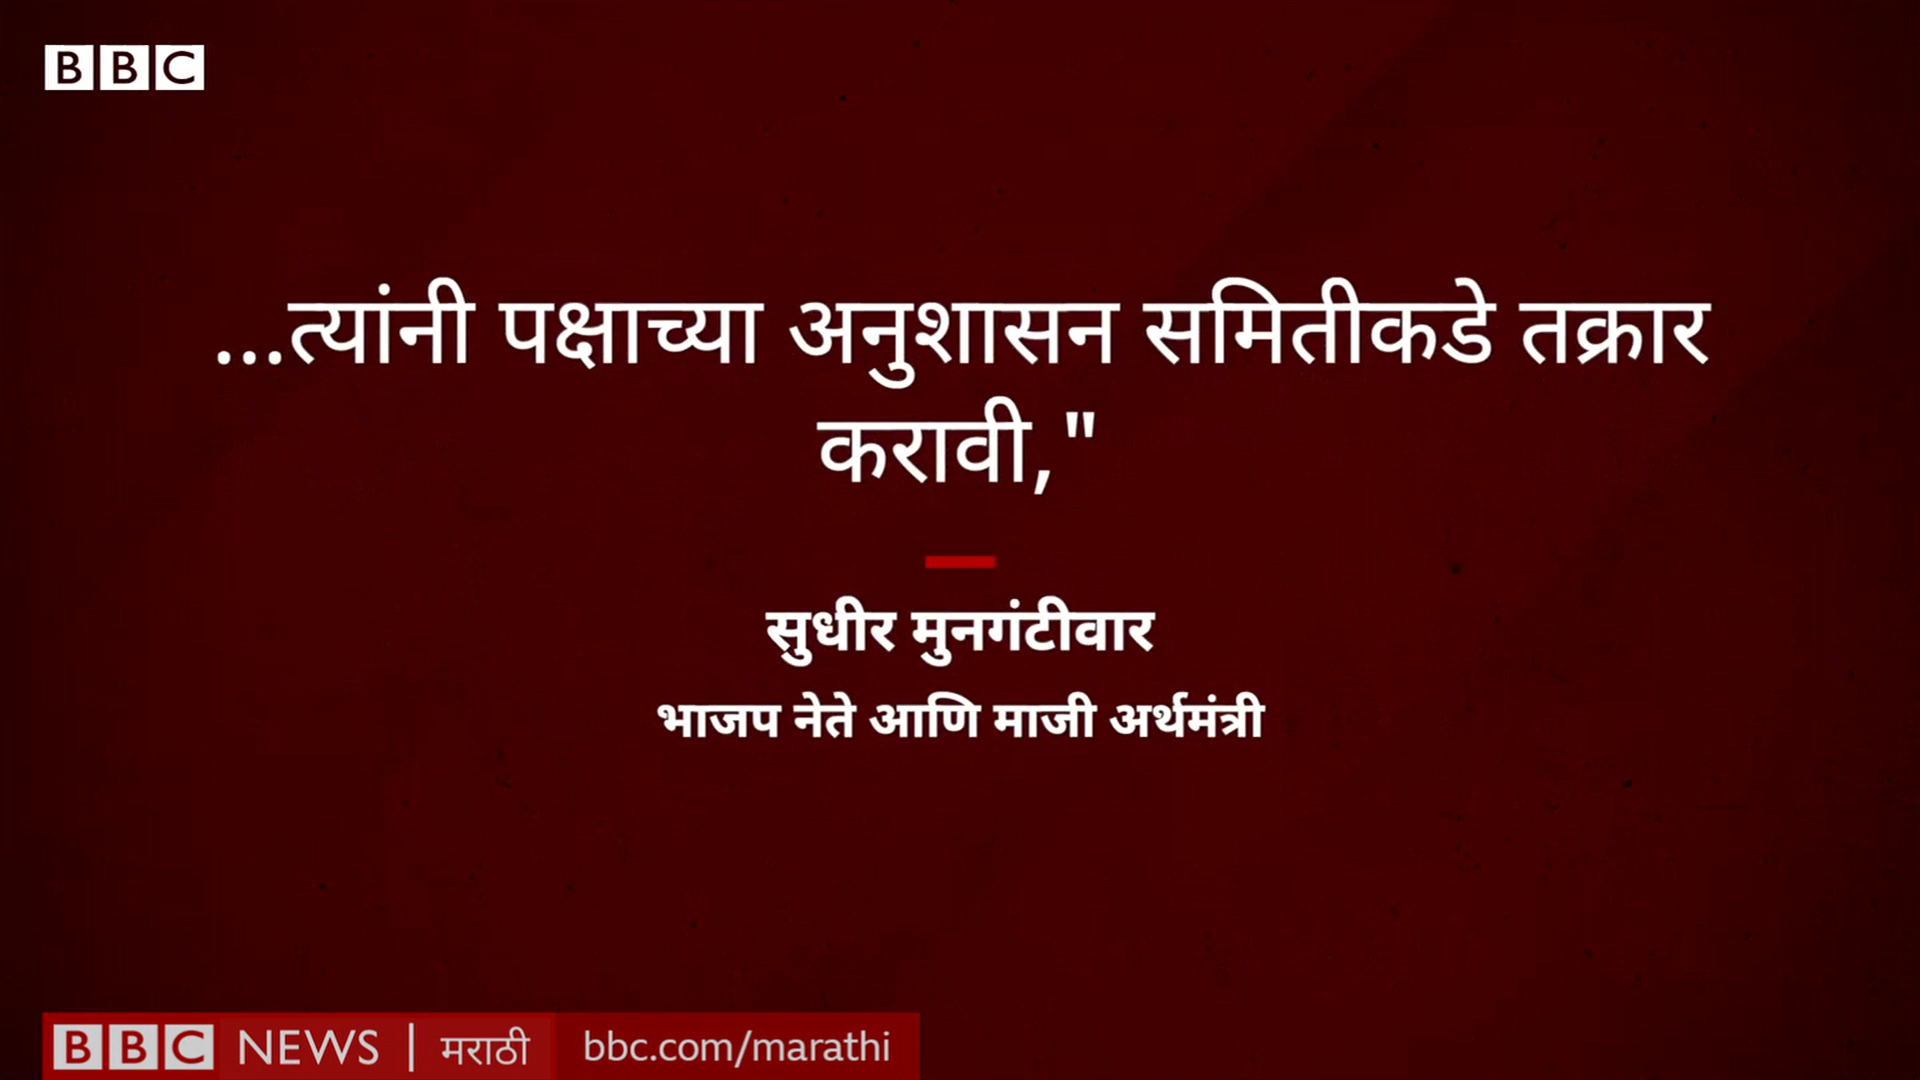 BBC
...त्यांनी पक्षाच्या अनुशासन समितीकडे तक्रार
करावी,"
सुधीर मुनगंटीवार
भाजप नेते आणि माजी अर्थमंत्री
BBC NEWS | मराठी bbc.com/marathi